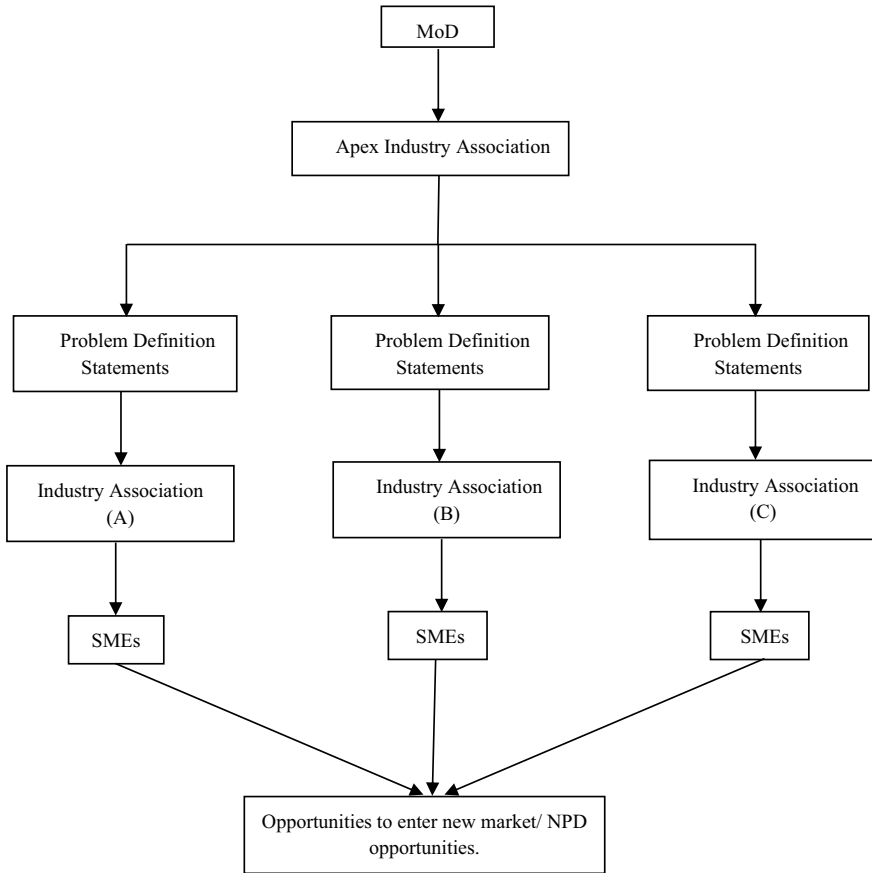 MoD
Apex Industry Association
Problem Definition
Statements
Problem Definition
Statements
Problem Definition
Statements
Industry Association
(A)
Industry Association
(B)
Industry Association
(C)
SMEs
SMEs
SMEs
Opportunities to enter new market/ NPD
opportunities.